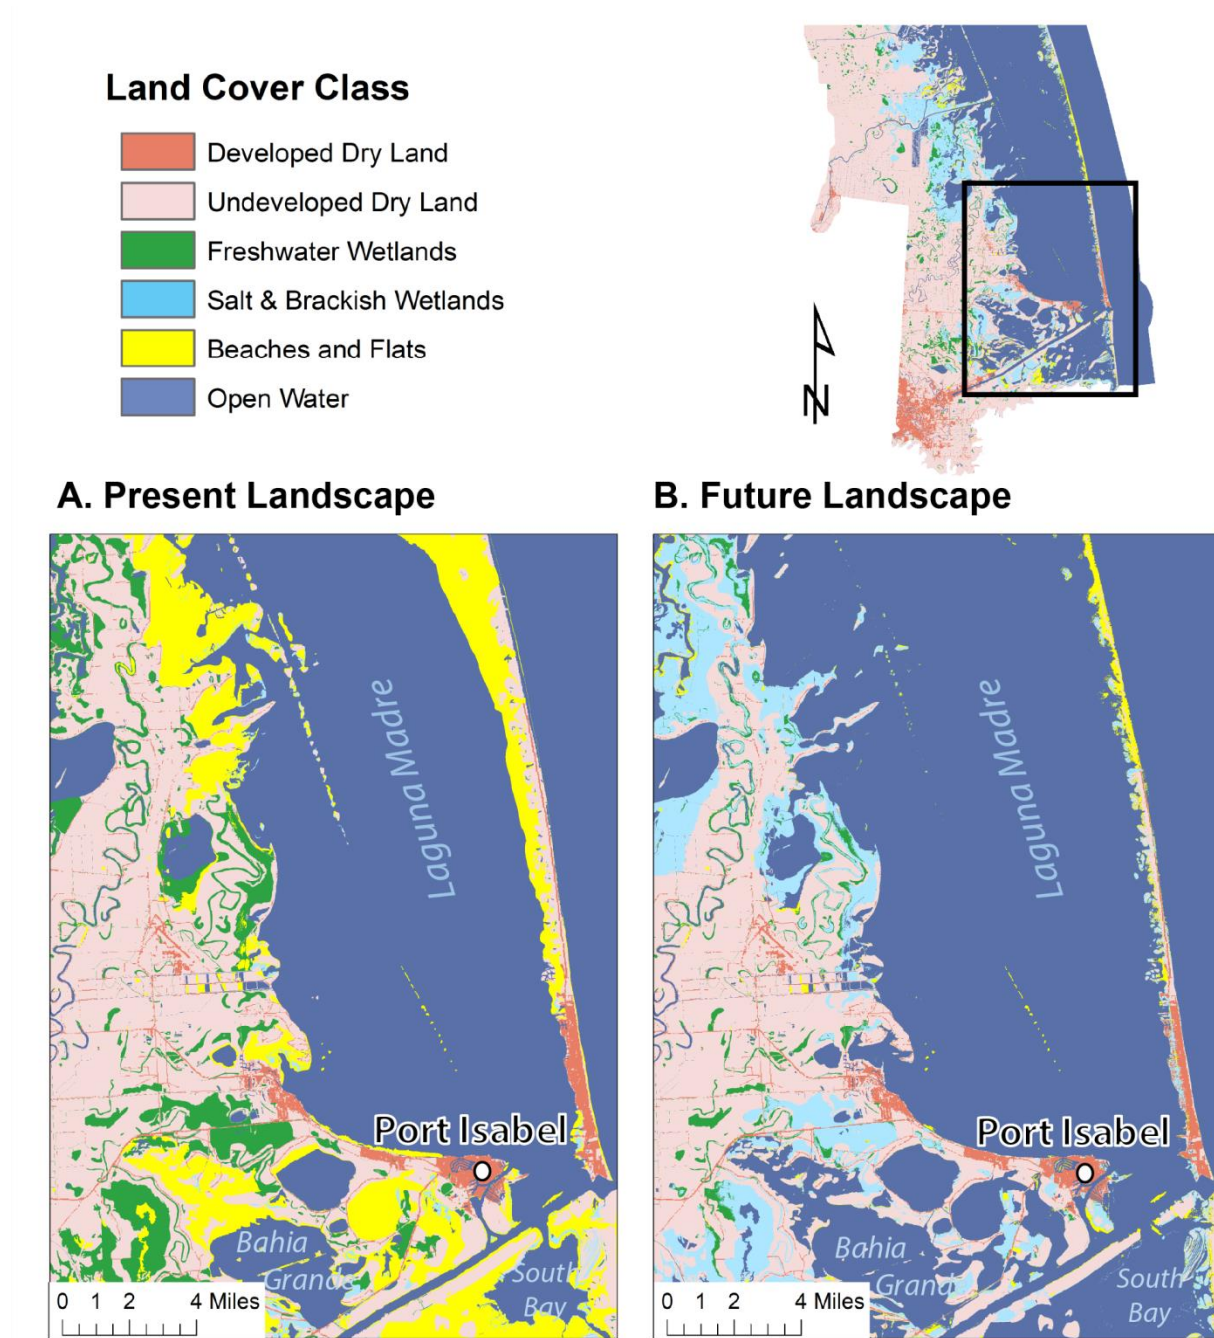 Land Cover Class
Developed Dry Land
Undeveloped Dry Land
Freshwater Wetlands
Salt & Brackish Wetlands
Beaches and Flats
Open Water
N
A. Present Landscape
B. Future Landscape
Laguna Madre
Port Isabel
Bahia
Grande
South
Bay
0 1 2 4 Miles
Laguna Madre
Port Isabel
Bahia
Grande
South
Bay
0 1 2 4 Miles